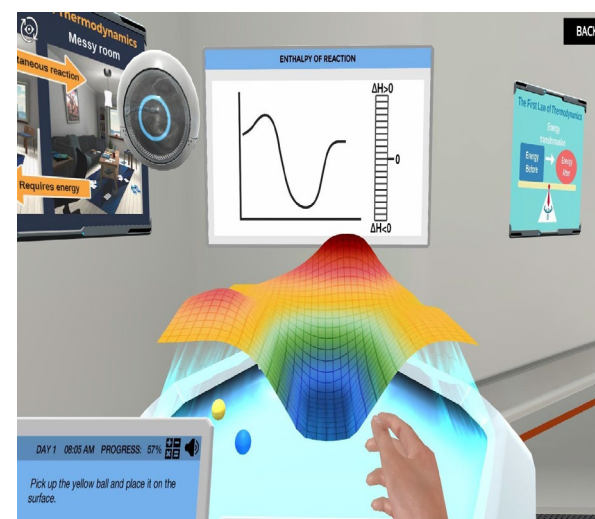 Thermodynamics
Messy room
taneous reaction
Requires energy
ENTHALPY OF REACTION
ΔH>0
0
ΔH<0
BACK
The First Law of Thermodynamics
Energy
transformation
Energy
Before
Energy
After
DAY 1 08:05 AM PROGRESS: 57%
Pick up the yellow ball and place it on the
surface.